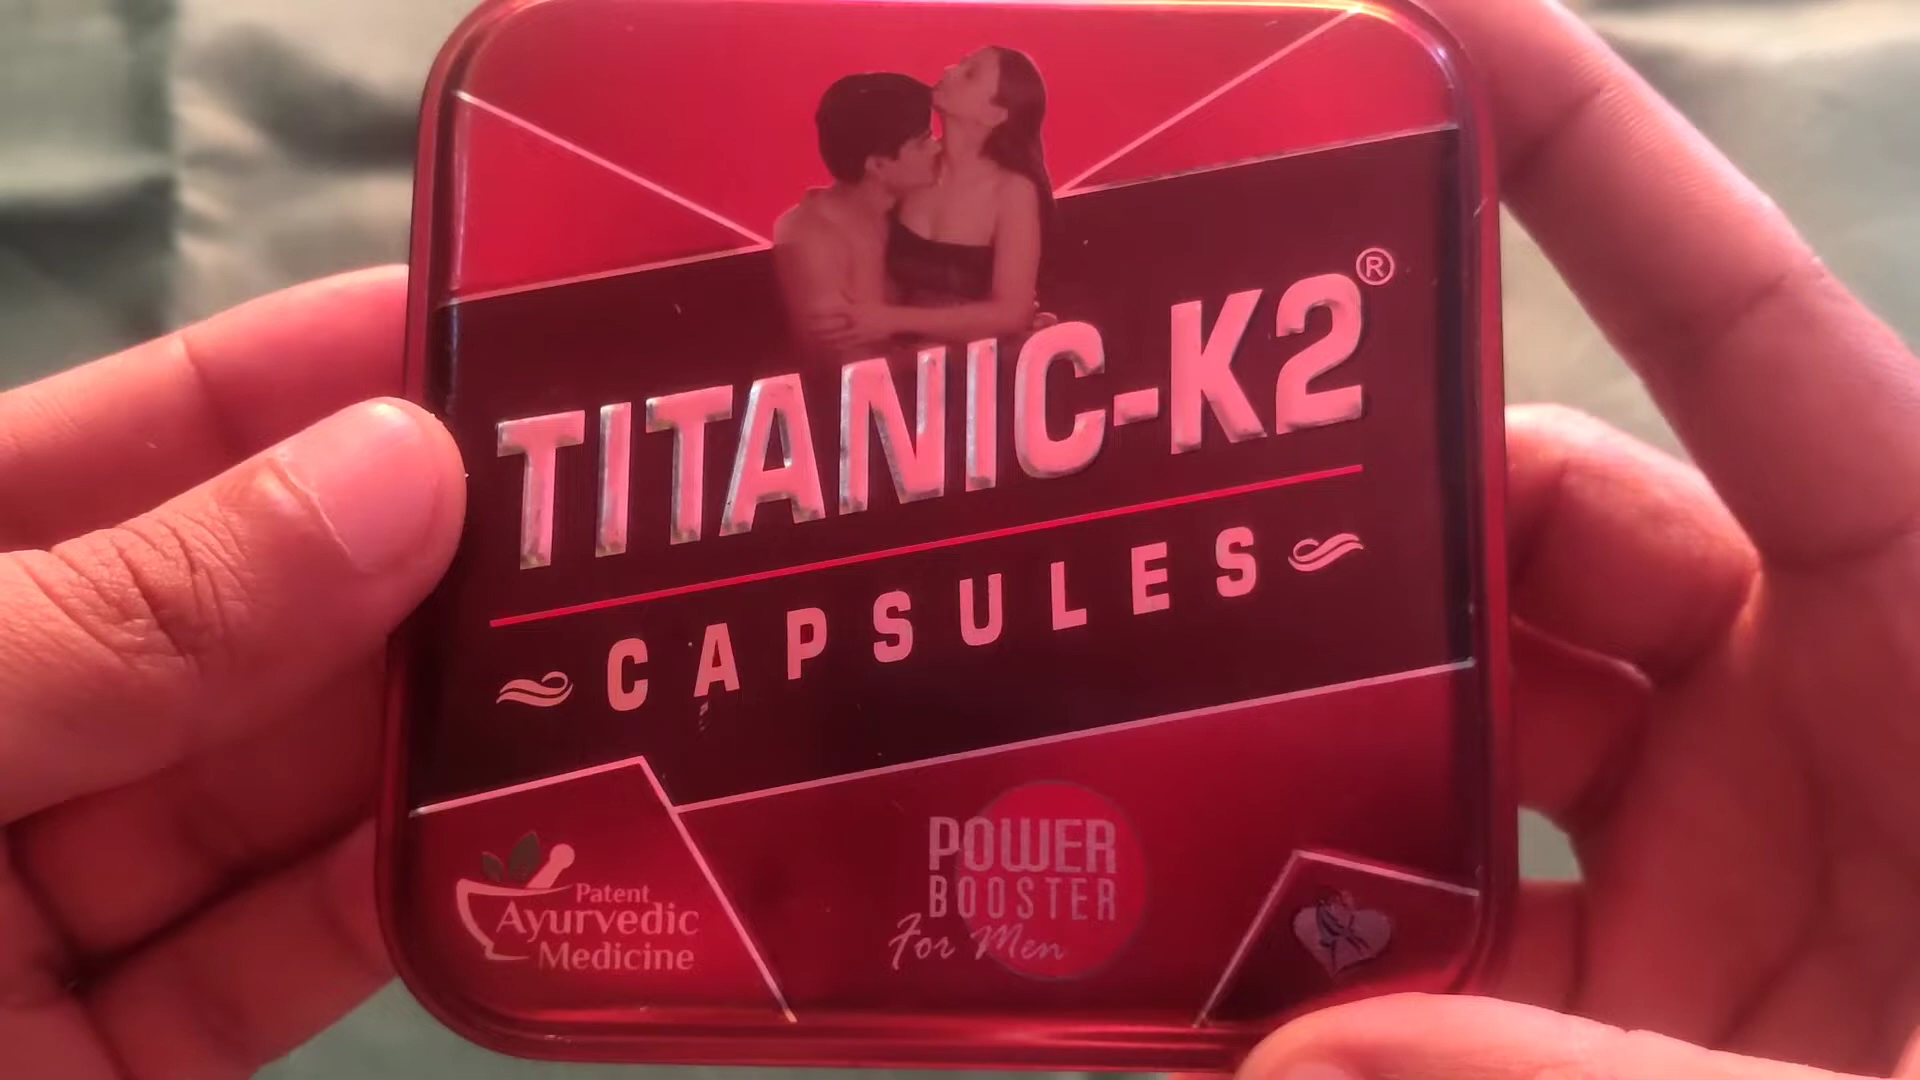 TITANIC-K2®
CAPSULES
Patent
Ayurvedic
Medicine
POWER
BOOSTER
For Men